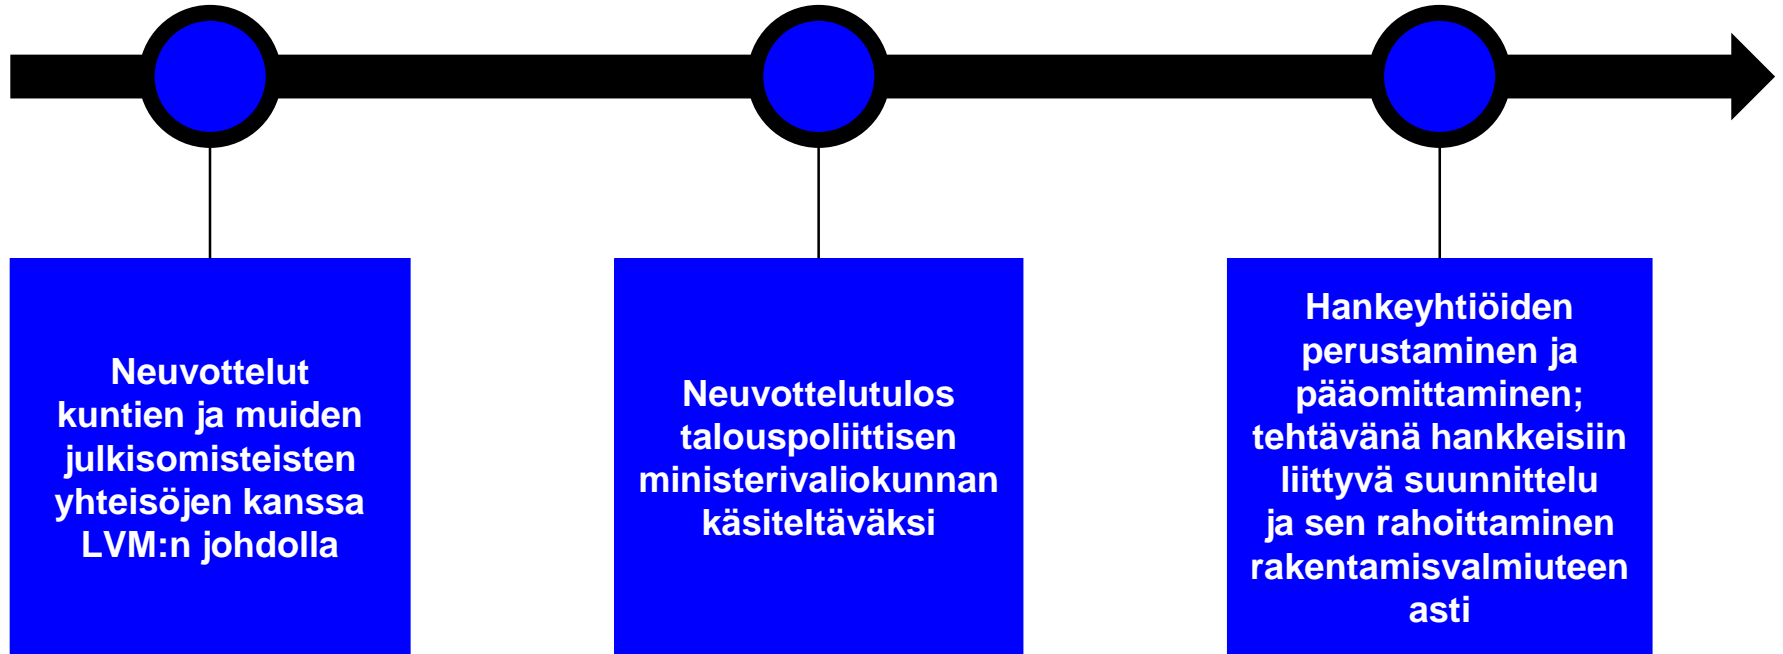 Neuvottelut
kuntien ja muiden
julkisomisteisten
yhteisöjen kanssa
LVM:n johdolla
Neuvottelutulos
talouspoliittisen
ministerivaliokunnan
käsiteltäväksi
Hankeyhtiöiden
perustaminen ja
pääomittaminen;
tehtävänä hankkeisiin
liittyvä suunnittelu
ja sen rahoittaminen
rakentamisvalmiuteen
asti